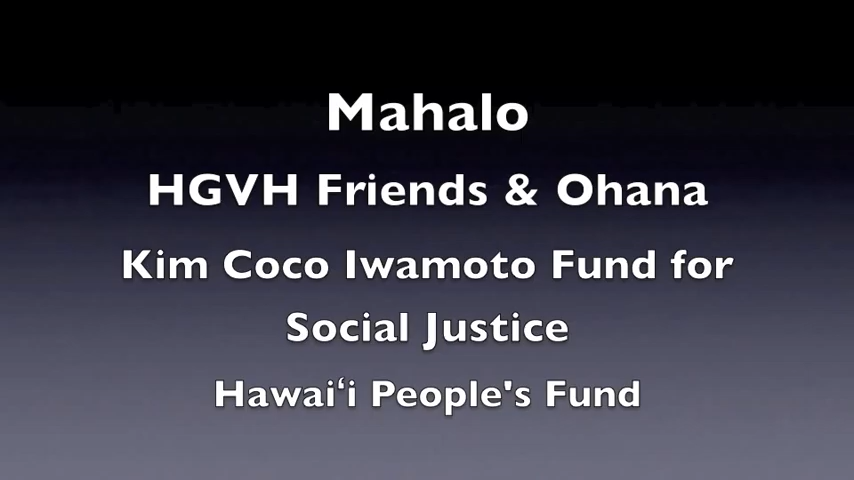 Mahalo
HGVH Friends & Ohana
Kim Coco Iwamoto Fund for
Social Justice
Hawaiʻi People's Fund